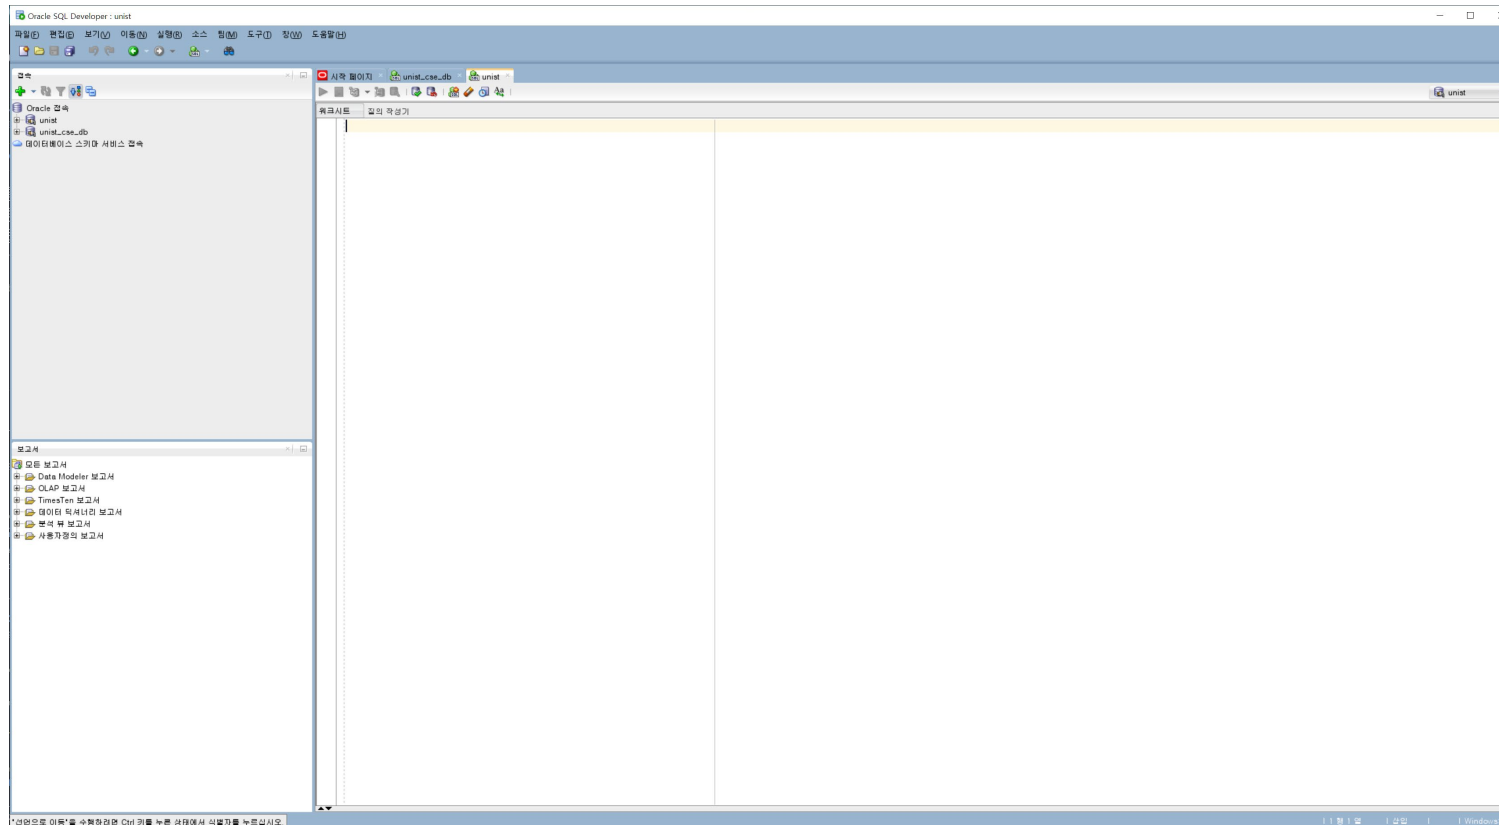 Oracle SQL Developer : unist
파일(F) 편집(E) 보기(V) 이동(N) 실행(R) 소스 팀(M) 도구(T) 창(W) 도움말(H)
접속
시작 페이지 unist_cse_db unist
Oracle 접속
unist
unist_cse_db
데이터베이스 스키마 서비스 접속
unist
워크시트 질의 작성기
보고서
모든 보고서
Data Modeler 보고서
OLAP 보고서
TimesTen 보고서
데이터 딕셔너리 보고서
분석 뷰 보고서
사용자정의 보고서
"선언으로 이동"을 수행하려면 Ctrl 키를 누른 상태에서 식별자를 누르십시오
1 행 1 열 삽입 Windows